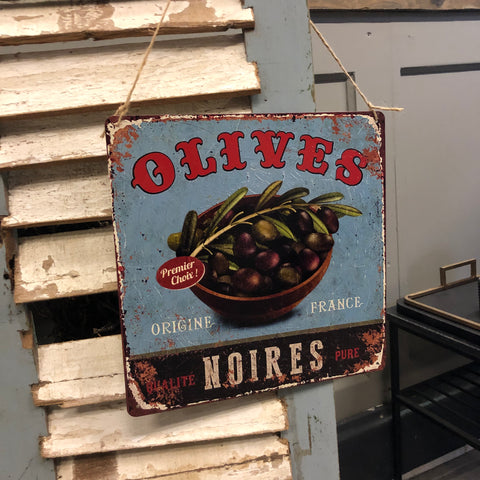 OLIVES
Premier
Choix!
ORIGINE FRANCE
QUALITE NOIRES PURE